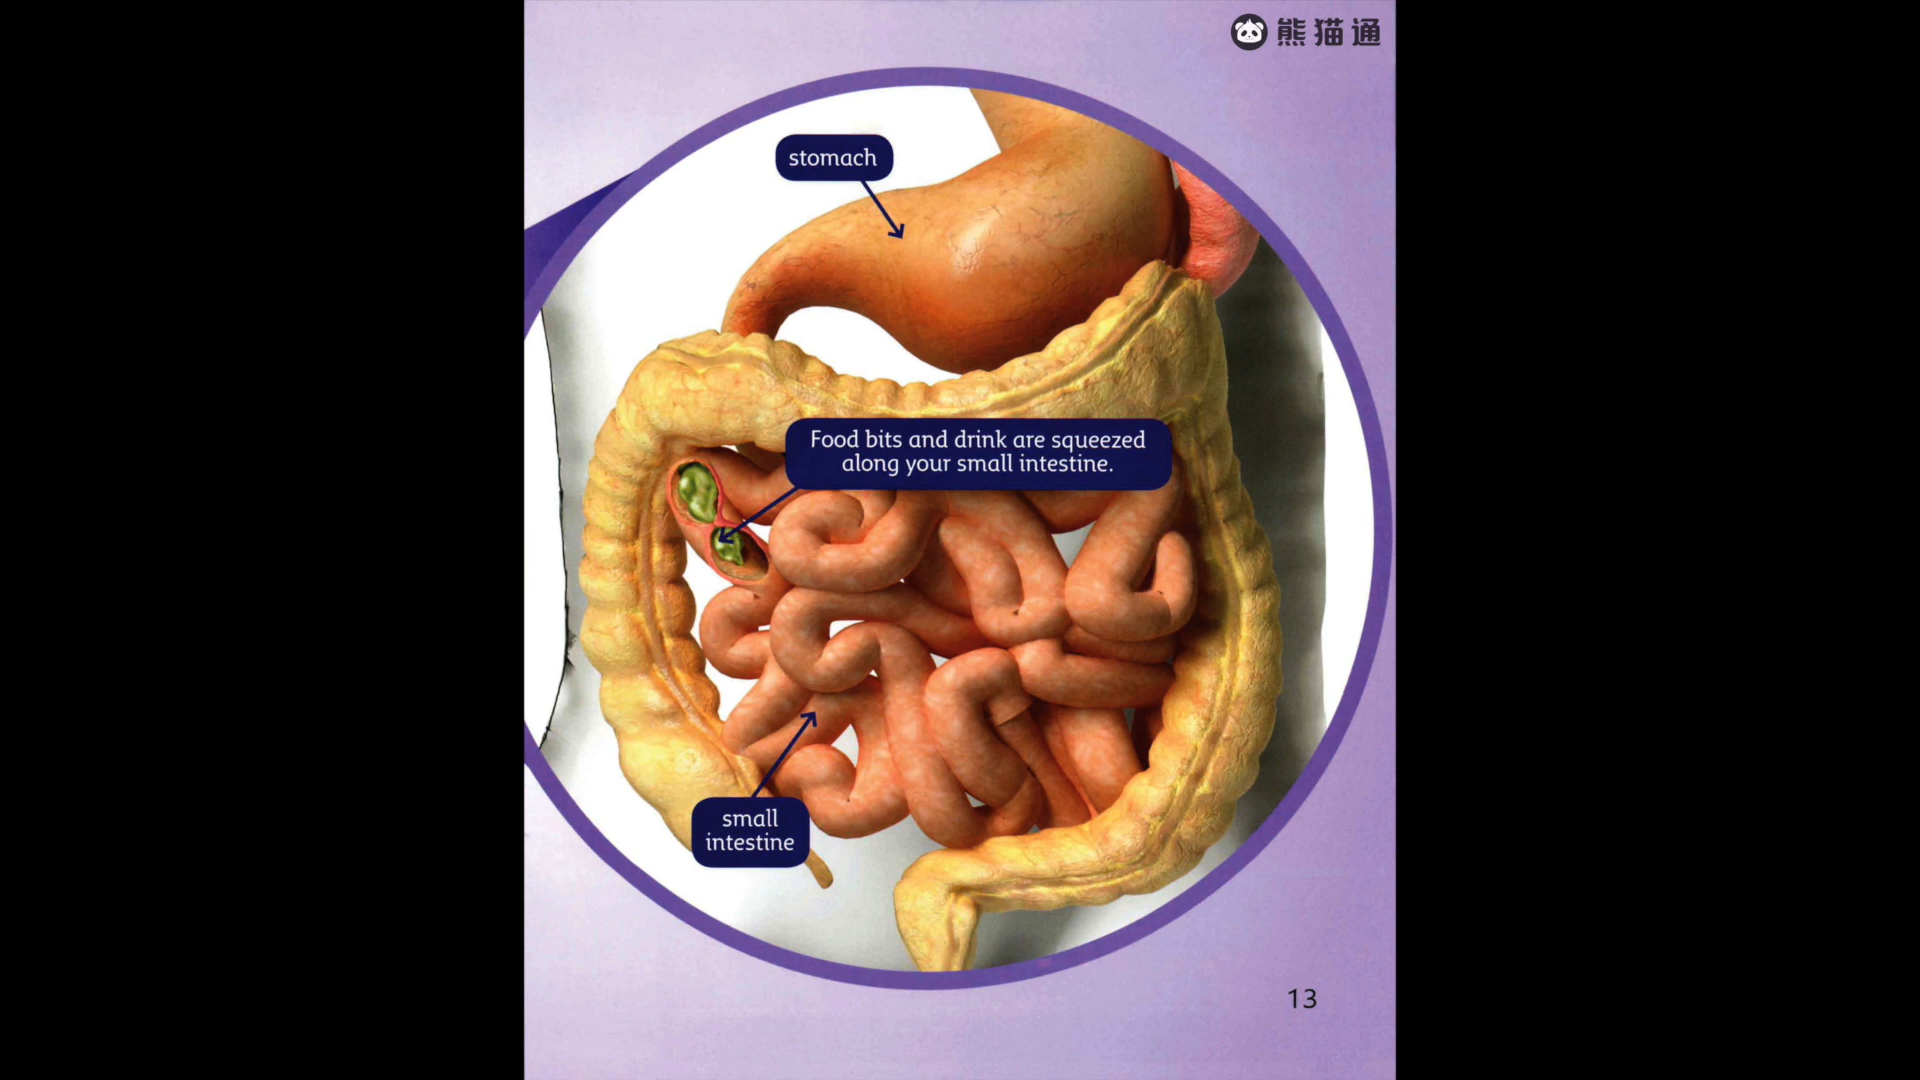 熊猫通
stomach
Food bits and drink are squeezed
along your small intestine.
small
intestine
13